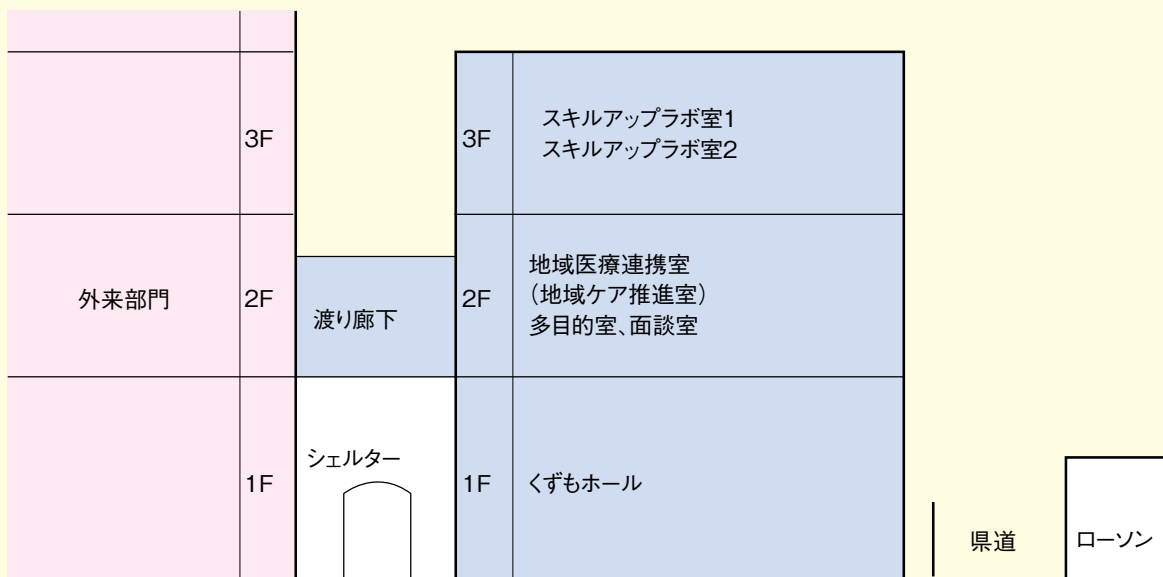 3F
3F
スキルアップラボ室1
スキルアップラボ室2
外来部門
2F
渡り廊下
2F
地域医療連携室
（地域ケア推進室）
多目的室、面談室
1F
シェルター
1F
くずもホール
県道
ローソン